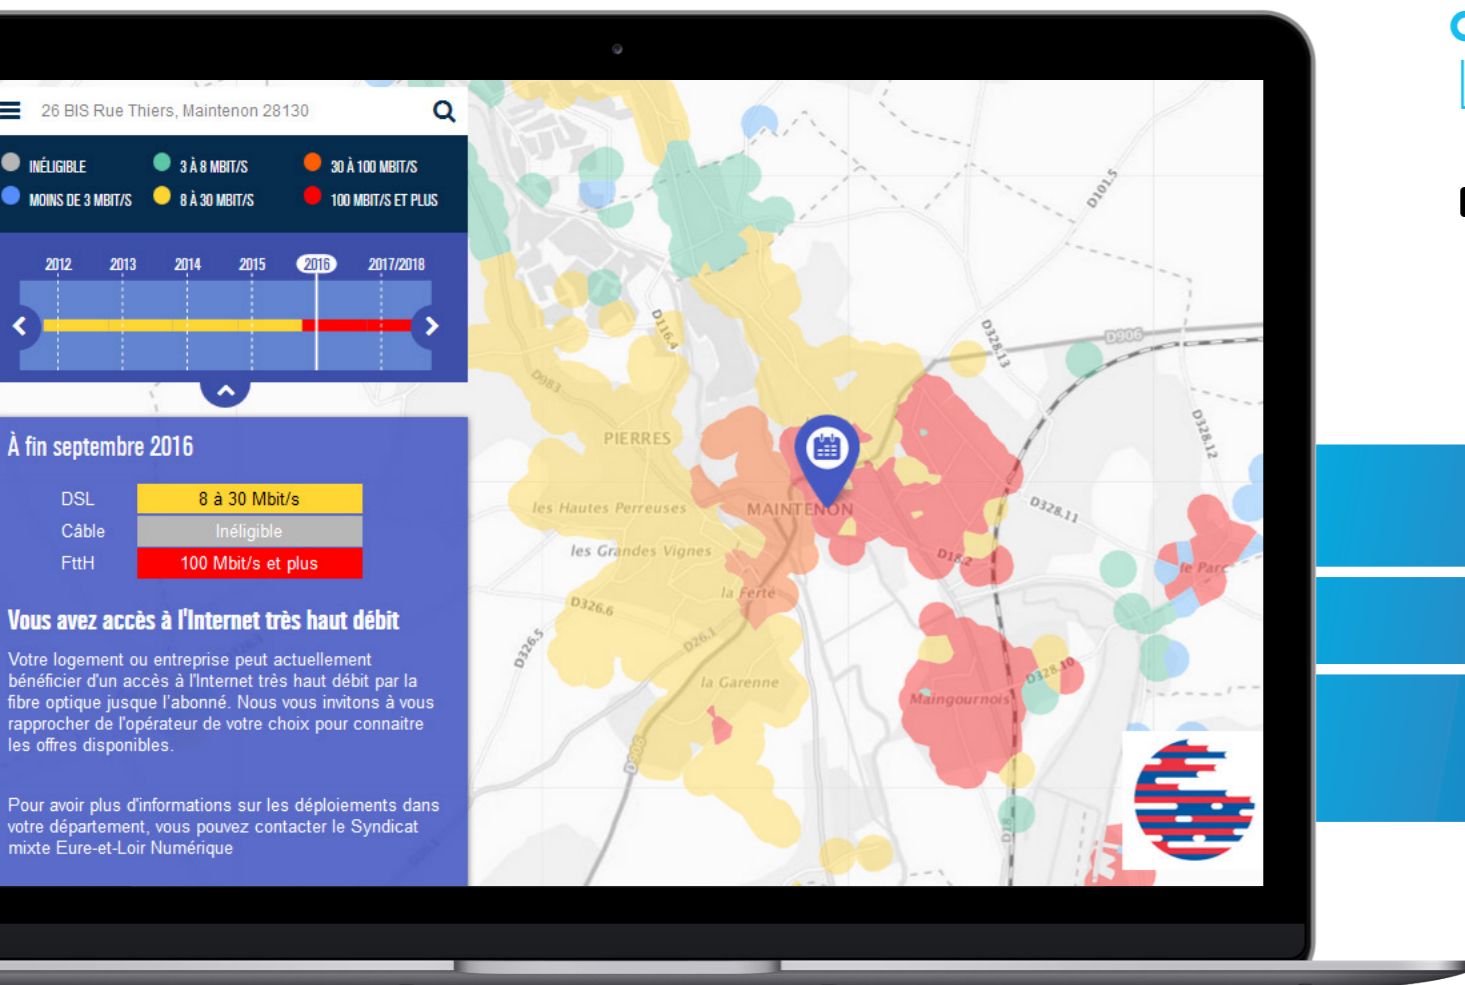 26 BIS Rue Thiers, Maintenon 28130
INÉLIGIBLE
3 À 8 MBIT/S
30 À 100 MBIT/S
MOINS DE 3 MBIT/S
8 À 30 MBIT/S
100 MBIT/S ET PLUS
2012 2013 2014 2015 2016 2017/2018
À fin septembre 2016
DSL 8 à 30 Mbit/s
Câble Inéligible
FttH 100 Mbit/s et plus
Vous avez accès à l'Internet très haut débit
Votre logement ou entreprise peut actuellement
bénéficier d'un accès à l'Internet très haut débit par la
fibre optique jusque l'abonné. Nous vous invitons à vous
rapprocher de l'opérateur de votre choix pour connaitre
les offres disponibles.
Pour avoir plus d'informations sur les déploiements dans
votre département, vous pouvez contacter le Syndicat
mixte Eure-et-Loir Numérique
D101.5
D116.4
D328.13
D906
D983
D328.12
PIERRES
les Hautes Perreuses
MAINTENON
D328.11
les Grandes Vignes
D18.2
le Parc
la Ferté
D326.6
D326.5
D26.1
D328.10
la Garenne
Maingournois
D906
D18